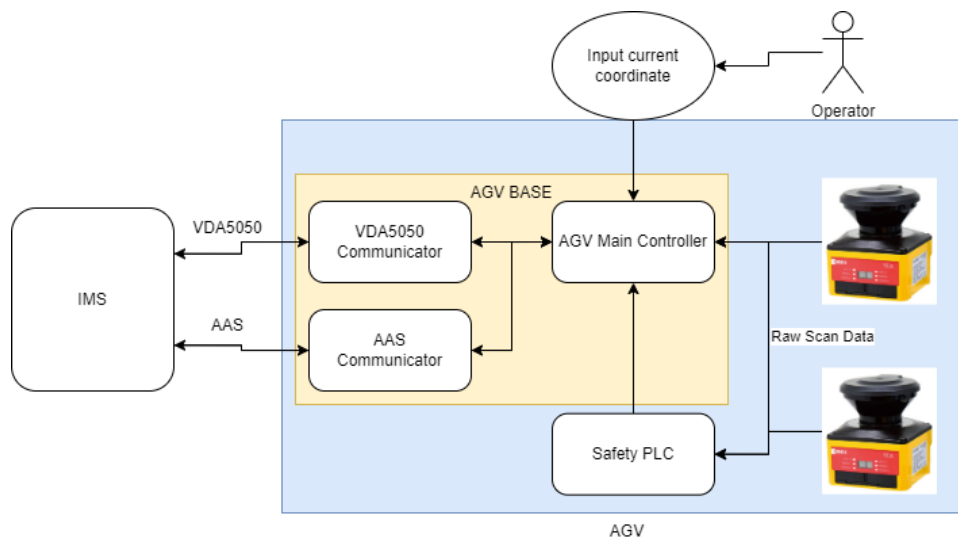 Input current
coordinate
Operator
AGV BASE
VDA5050
VDA5050
Communicator
AGV Main Controller
IMS
AAS
AAS
Communicator
Raw Scan Data
Safety PLC
AGV